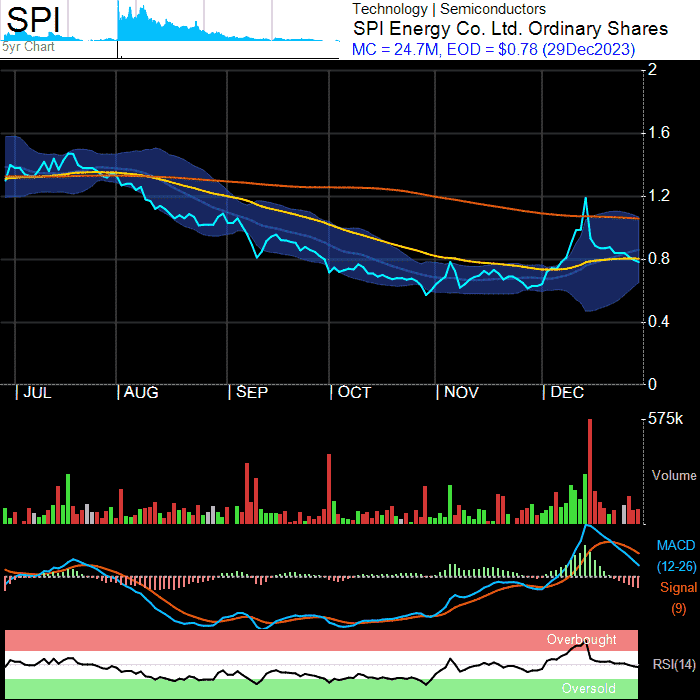 SPI
5yr Chart
Technology | Semiconductors
SPI Energy Co. Ltd. Ordinary Shares
MC = 24.7M, EOD = $0.78 (29Dec2023)
2
1.6
1.2
0.8
0.4
0
JUL AUG SEP OCT NOV DEC
575k
Volume
MACD
(12-26)
Signal
(9)
Overbought
RSI(14)
Oversold